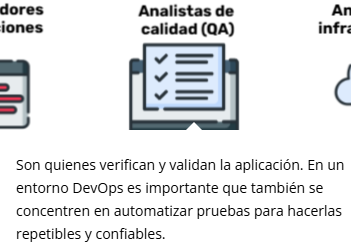 dores
ciones
Analistas de
calidad (QA)
An
infra
Son quienes verifican y validan la aplicación. En un
entorno DevOps es importante que también se
concentren en automatizar pruebas para hacerlas
repetibles y confiables.